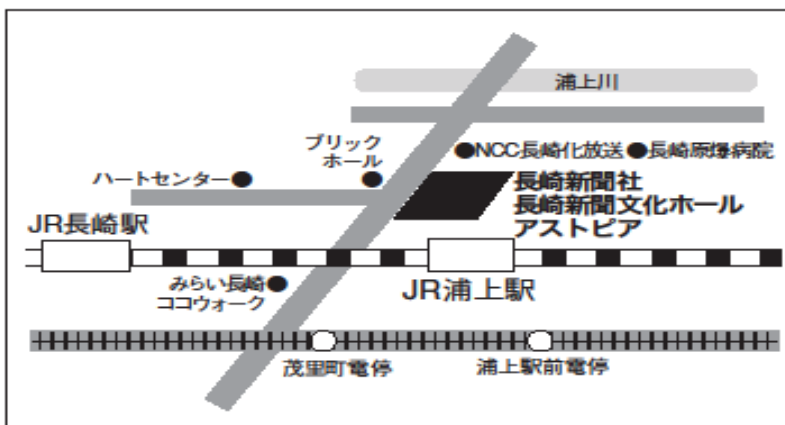 浦上川
ブリック
ホール
●NCC長崎化放送 ●長崎原爆病院
ハートセンター●
長崎新聞社
長崎新聞文化ホール
アストピア
JR長崎駅
みらい長崎●
ココウォーク
JR浦上駅
茂里町電停
浦上駅前電停